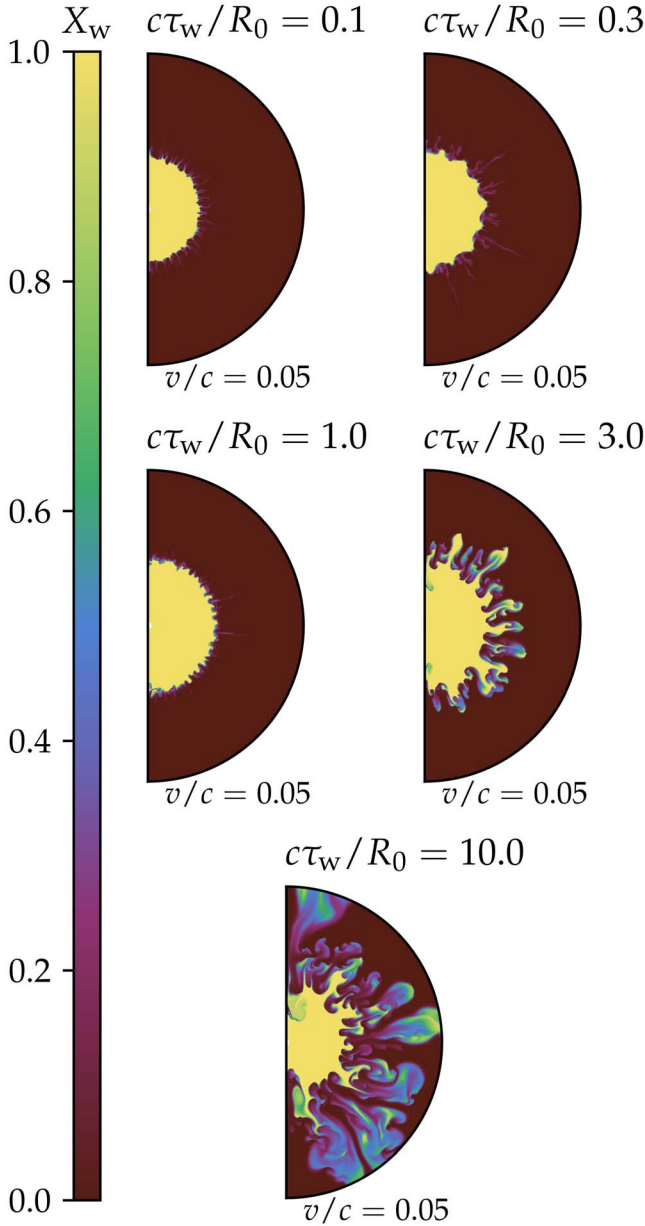 X_w
cτ_w/R_0 = 0.1
cτ_w/R_0 = 0.3
1.0
0.8
0.6
0.4
0.2
0.0
v/c = 0.05
v/c = 0.05
cτ_w/R_0 = 1.0
cτ_w/R_0 = 3.0
v/c = 0.05
v/c = 0.05
cτ_w/R_0 = 10.0
v/c = 0.05